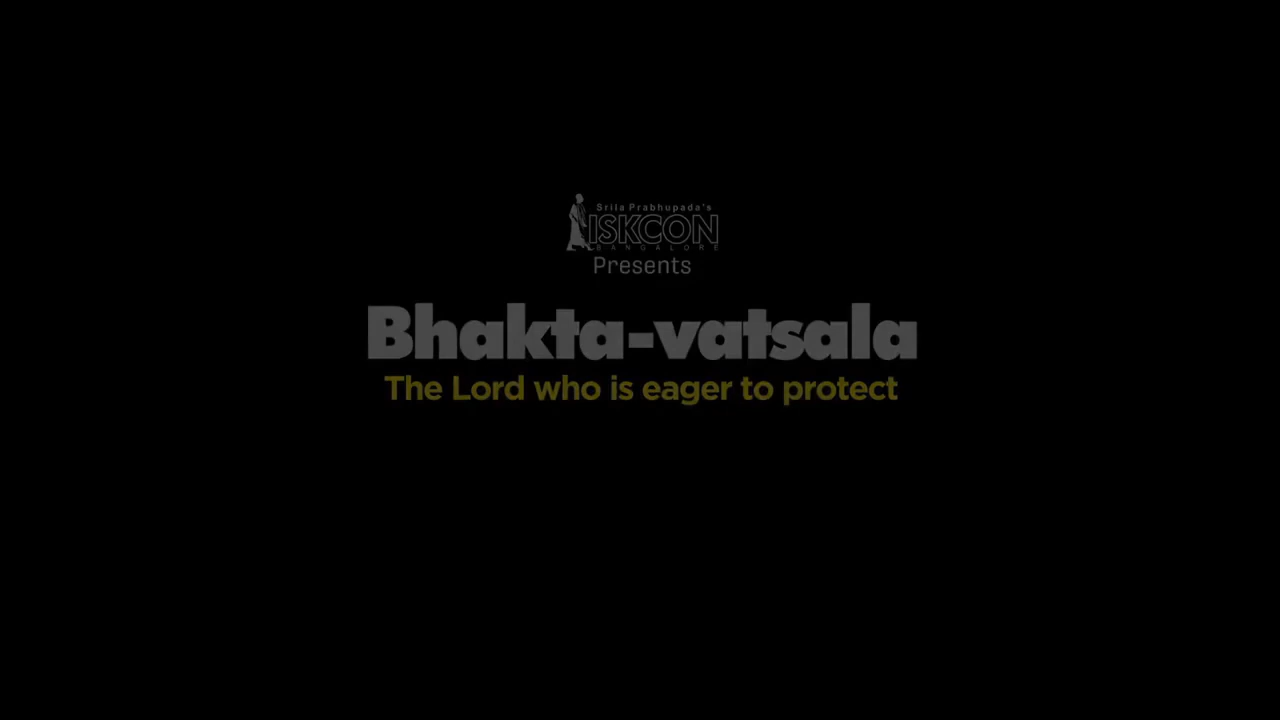 Srila Prabhupada's
ISKCON
BANGALORE
Presents
Bhakta-vatsala
The Lord who is eager to protect